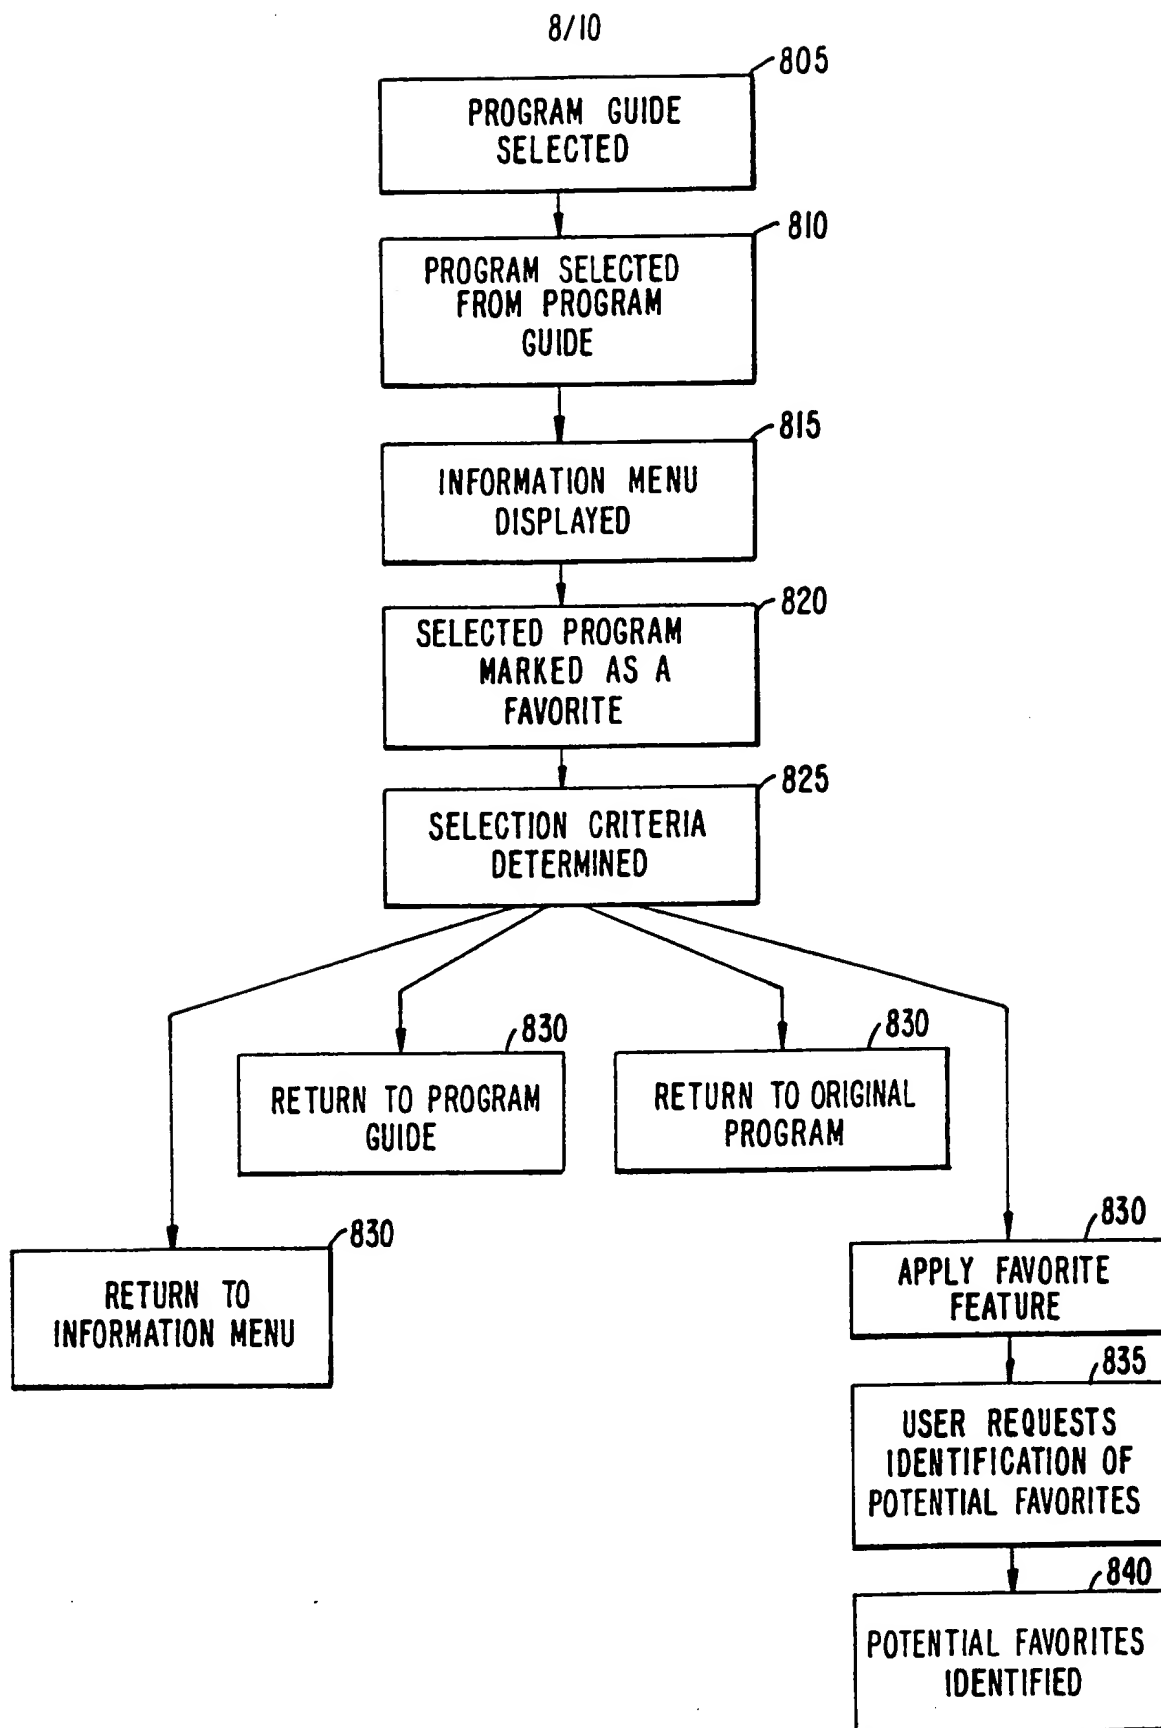 8/10
805
PROGRAM GUIDE
SELECTED
810
PROGRAM SELECTED
FROM PROGRAM
GUIDE
815
INFORMATION MENU
DISPLAYED
820
SELECTED PROGRAM
MARKED AS A
FAVORITE
825
SELECTION CRITERIA
DETERMINED
830
RETURN TO PROGRAM
GUIDE
830
RETURN TO ORIGINAL
PROGRAM
830
RETURN TO
INFORMATION MENU
830
APPLY FAVORITE
FEATURE
835
USER REQUESTS
IDENTIFICATION OF
POTENTIAL FAVORITES
840
POTENTIAL FAVORITES
IDENTIFIED